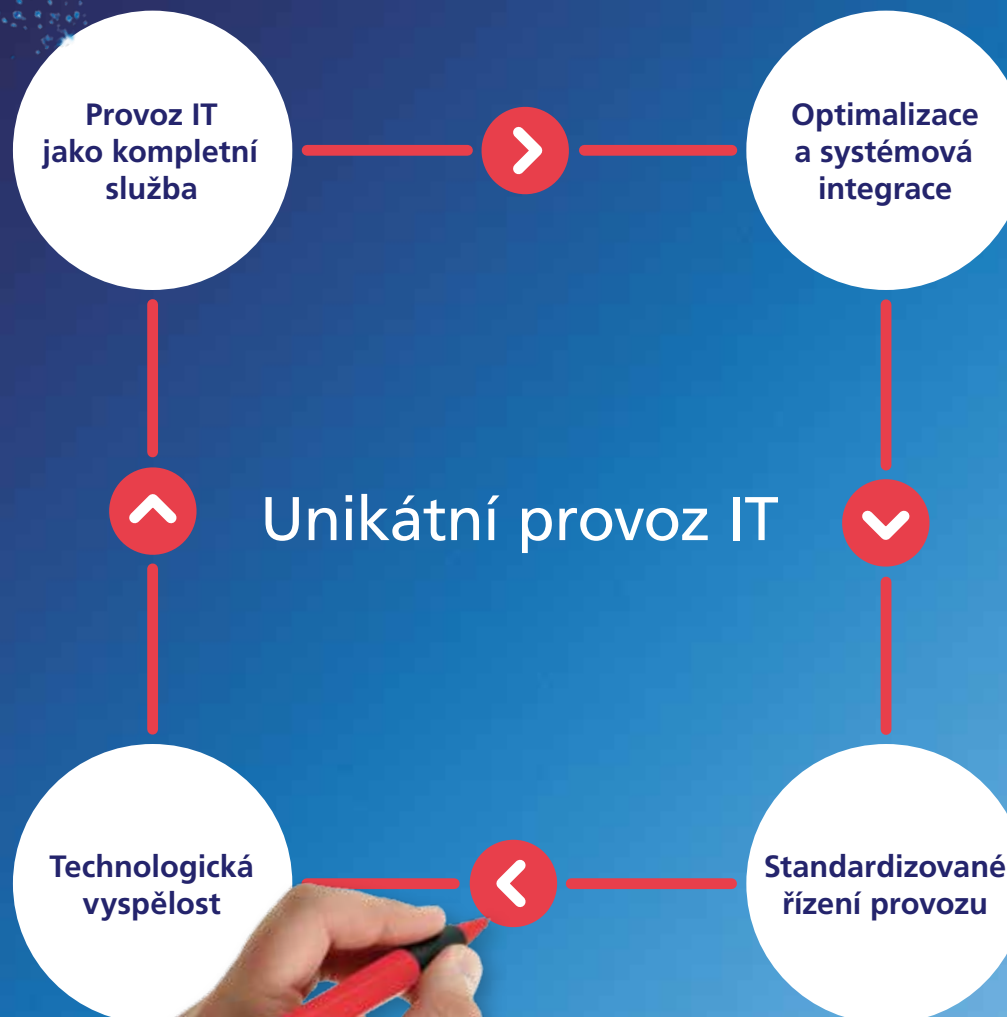 Provoz IT
jako kompletní
služba
Optimalizace
a systémová
integrace
Unikátní provoz IT
Technologická
vyspělost
Standardizované
řízení provozu